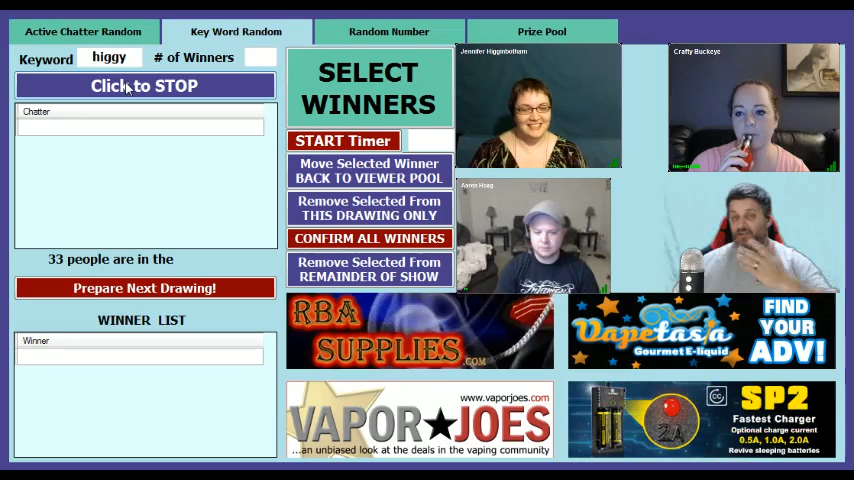 Active Chatter Random
Key Word Random
Random Number
Prize Pool
Keyword higgy # of Winners
Click to STOP
Chatter
33 people are in the
Prepare Next Drawing!
WINNER LIST
Winner
SELECT
WINNERS
START Timer
Move Selected Winner
BACK TO VIEWER POOL
Remove Selected From
THIS DRAWING ONLY
CONFIRM ALL WINNERS
Remove Selected From
REMAINDER OF SHOW
Jennifer Higginbotham
Crafty Buckeye
Aaron Hoag
RBA
SUPPLIES.COM
Vapetasia
Gourmet E-liquid
FIND
YOUR
ADV!
www.vaporjoes.com
VAPOR★JOES
...an unbiased look at the deals in the vaping community
CC
2A
SP2
Fastest Charger
Optional charge current
0.5A, 1.0A, 2.0A
Revive sleeping batteries